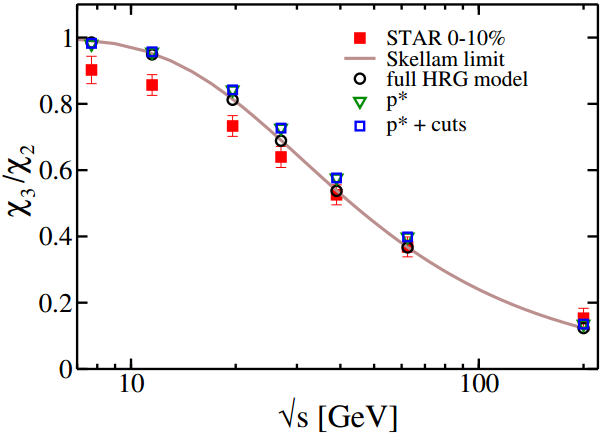 1
0.8
0.6
0.4
0.2
0
χ₃/χ₂
STAR 0-10%
Skellam limit
full HRG model
p*
p* + cuts
10
100
√s [GeV]